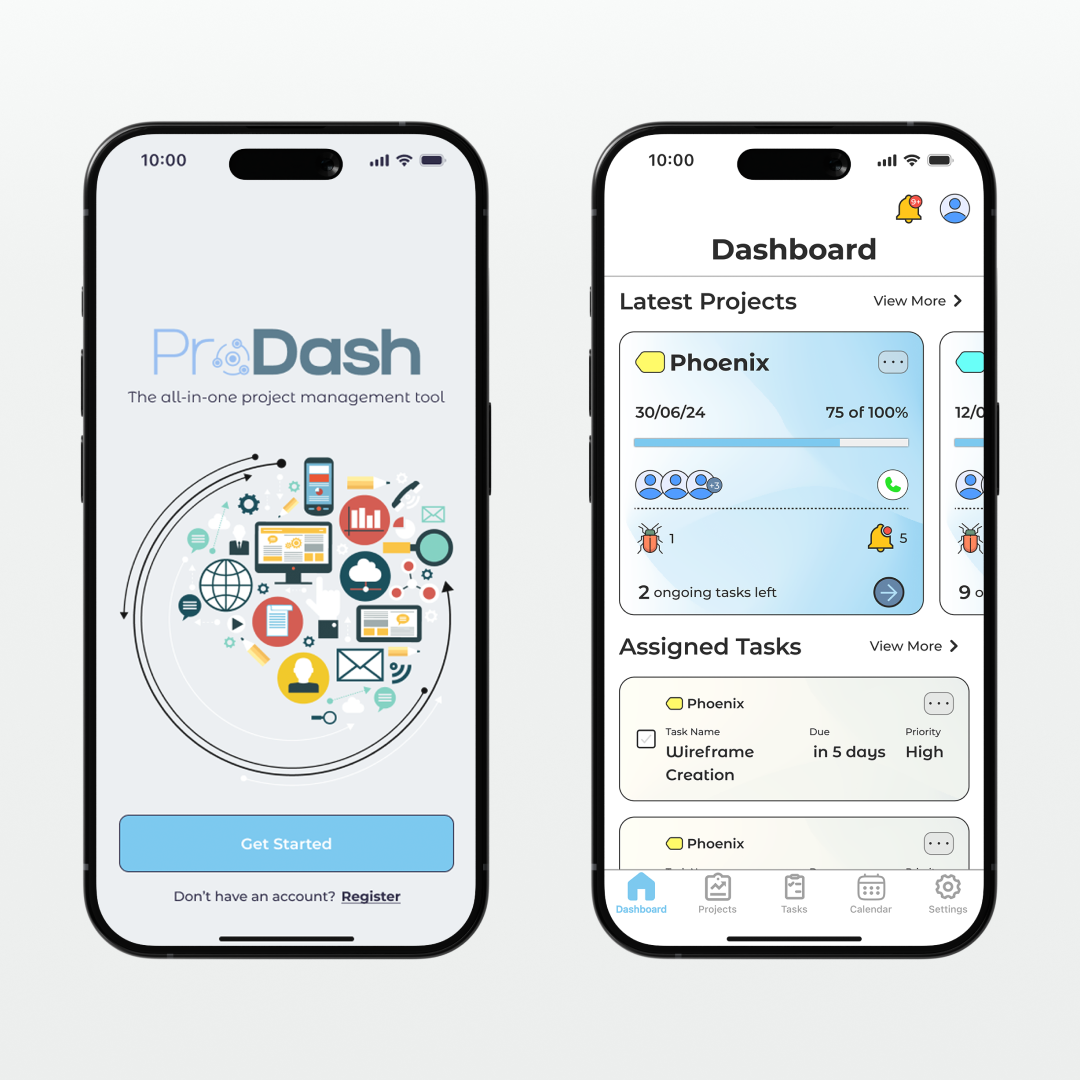 10:00
ProDash
The all-in-one project management tool
Get Started
Don't have an account? Register
10:00
9+
Dashboard
Latest Projects View More
Phoenix
30/06/24 75 of 100% 12/0
+3
1 5
2 ongoing tasks left 9 o
Assigned Tasks View More
Phoenix
Task Name Due Priority
Wireframe in 5 days High
Creation
Phoenix
Dashboard Projects Tasks Calendar Settings